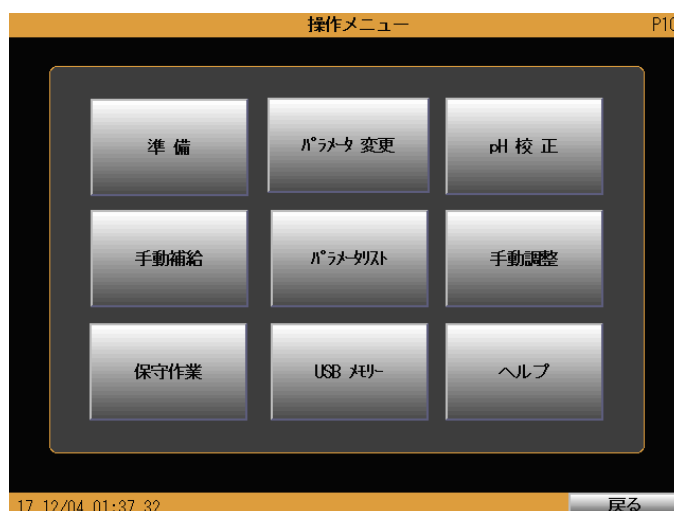 操作メニュー P10
準 備 パラメータ 変更 pH 校 正
手動補給 パラメータリスト 手動調整
保守作業 USB メモリー ヘルプ
17 12/04 01:37 32 戻る